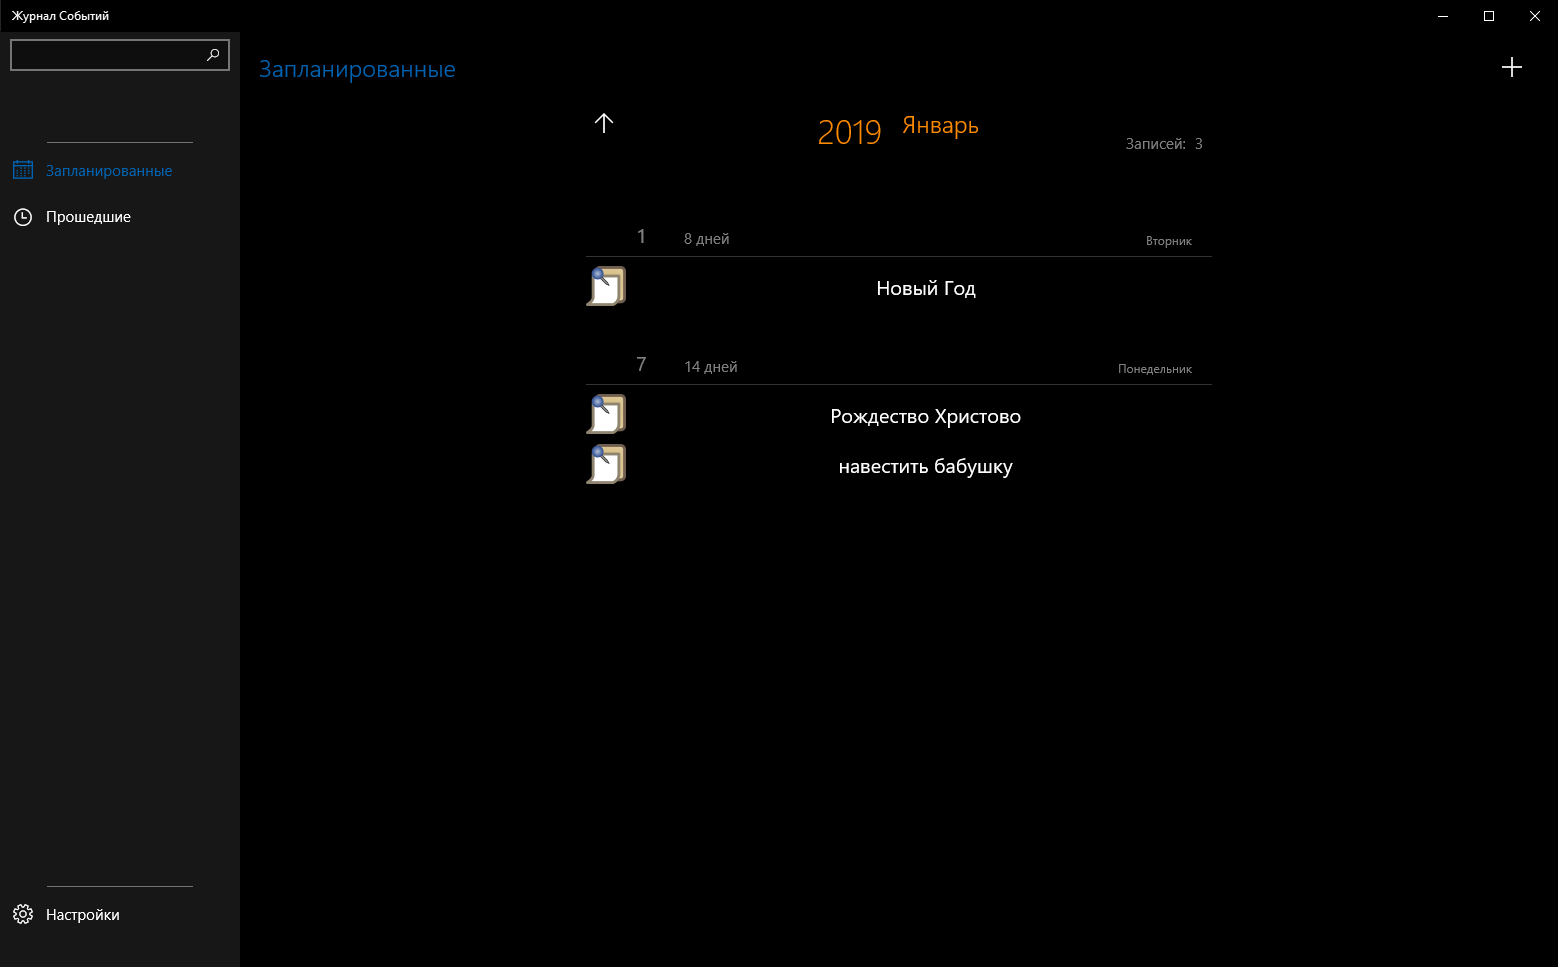 Журнал Событий
Запланированные
2019 Январь
Записей: 3
Запланированные
Прошедшие
1 8 дней Вторник
Новый Год
7 14 дней Понедельник
Рождество Христово
навестить бабушку
Настройки